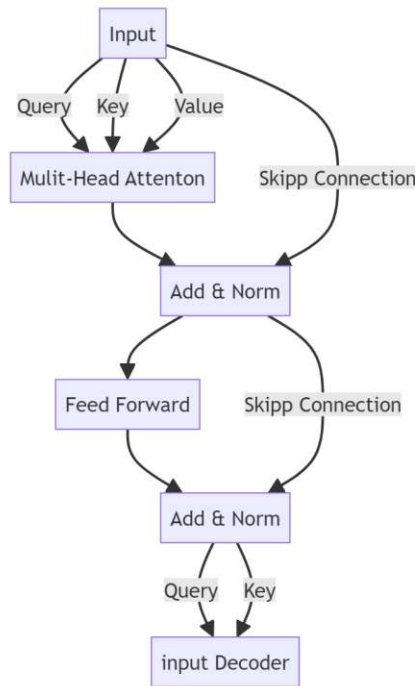 Input
Query
Key
Value
Mulit-Head Attenton
Skipp Connection
Add & Norm
Feed Forward
Skipp Connection
Add & Norm
Query
Key
input Decoder